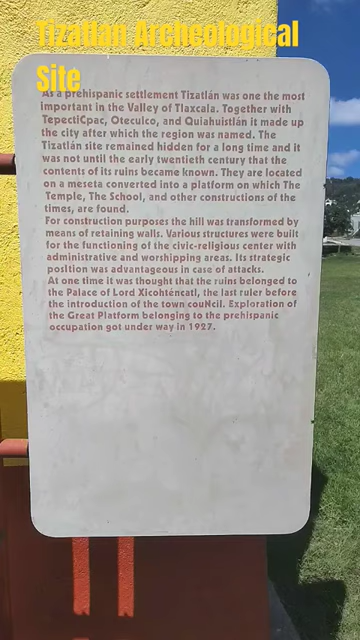 Tizatlan Archeological
Site
As a prehispanic settlement Tizatlán was one the most
important in the Valley of Tlaxcala. Together with
TepectiCpac, Oteculco, and Quiahuistlán it made up
the city after which the region was named. The
Tizatlán site remained hidden for a long time and it
was not until the early twentieth century that the
contents of its ruins became known. They are located
on a meseta converted into a platform on which The
Temple, The School, and other constructions of the
times, are found.
For construction purposes the hill was transformed by
means of retaining walls. Various structures were built
for the functioning of the civic-religious center with
administrative and worshipping areas. Its strategic
position was advantageous in case of attacks.
At one time it was thought that the ruins belonged to
the Palace of Lord Xicohténcatl, the last ruler before
the introduction of the town couNcil. Exploration of
the Great Platform belonging to the prehispanic
occupation got under way in 1927.